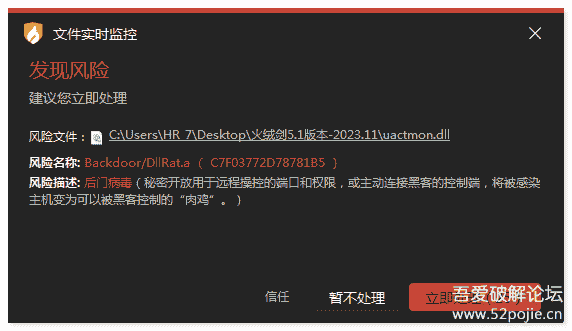 文件实时监控
发现风险
建议您立即处理
风险文件： C:\Users\HR_7\Desktop\火绒剑5.1版本-2023.11\uactmon.dll
风险名称: Backdoor/DllRat.a （ C7F03772D78781B5 ）
风险描述: 后门病毒（秘密开放用于远程操控的端口和权限，或主动连接黑客的控制端，将被感染
主机变为可以被黑客控制的“肉鸡”。）
信任 暂不处理 立即处理
吾爱破解论坛
www.52pojie.cn